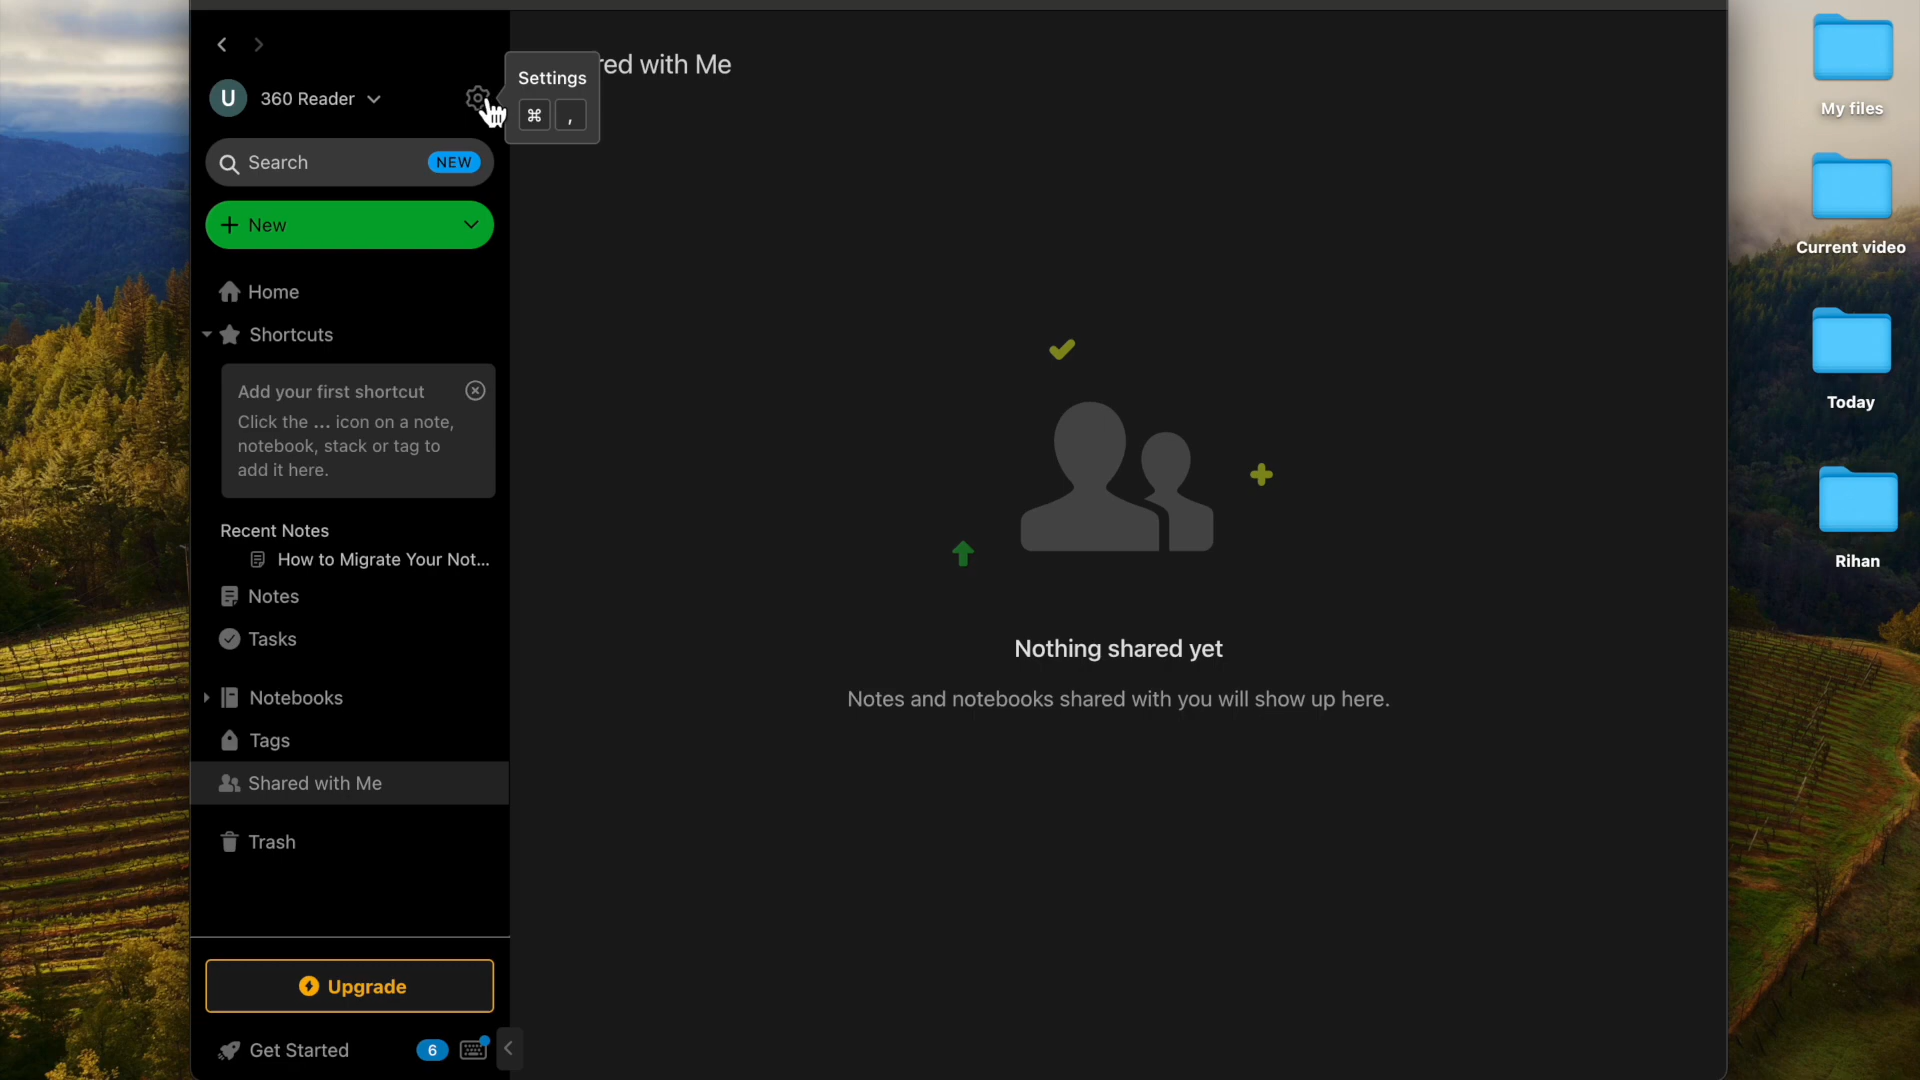 U 360 Reader
Settings
⌘ ,
red with Me
Search NEW
+ New
Home
Shortcuts
Add your first shortcut
Click the ... icon on a note,
notebook, stack or tag to
add it here.
Recent Notes
How to Migrate Your Not...
Notes
Tasks
Notebooks
Tags
Shared with Me
Trash
Upgrade
Get Started 6
Nothing shared yet
Notes and notebooks shared with you will show up here.
My files
Current video
Today
Rihan